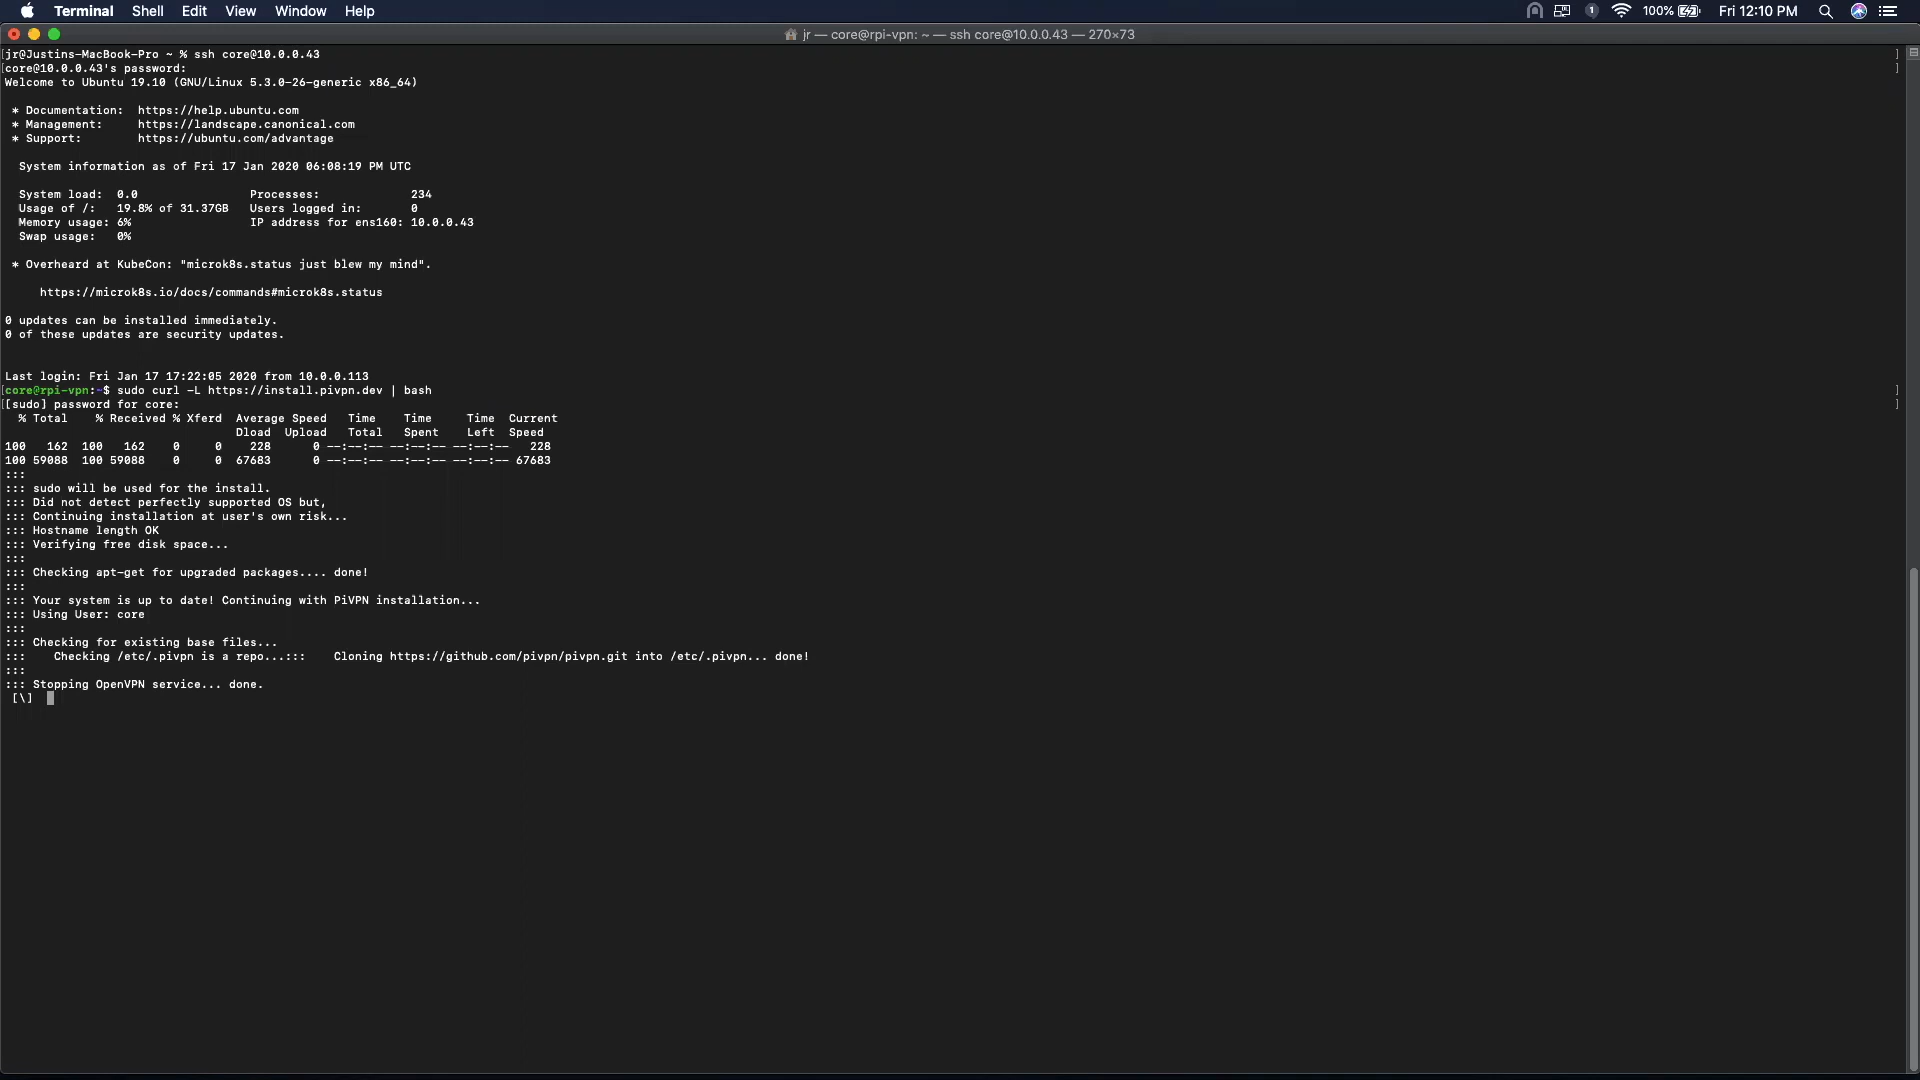 Terminal Shell Edit View Window Help 1 100% Fri 12:10 PM
jr — core@rpi-vpn: ~ — ssh core@10.0.0.43 — 270×73
[jr@Justins-MacBook-Pro ~ % ssh core@10.0.0.43 ]
[core@10.0.0.43's password: ]
Welcome to Ubuntu 19.10 (GNU/Linux 5.3.0-26-generic x86_64)
* Documentation: https://help.ubuntu.com
* Management: https://landscape.canonical.com
* Support: https://ubuntu.com/advantage
System information as of Fri 17 Jan 2020 06:08:19 PM UTC
System load: 0.0 Processes: 234
Usage of /: 19.8% of 31.37GB Users logged in: 0
Memory usage: 6% IP address for ens160: 10.0.0.43
Swap usage: 0%
* Overheard at KubeCon: "microk8s.status just blew my mind".
https://microk8s.io/docs/commands#microk8s.status
0 updates can be installed immediately.
0 of these updates are security updates.
Last login: Fri Jan 17 17:22:05 2020 from 10.0.0.113
[core@rpi-vpn:~$ sudo curl -L https://install.pivpn.dev | bash ]
[[sudo] password for core: ]
% Total % Received % Xferd Average Speed Time Time Time Current
Dload Upload Total Spent Left Speed
100 162 100 162 0 0 228 0 --:--:-- --:--:-- --:--:-- 228
100 59088 100 59088 0 0 67683 0 --:--:-- --:--:-- --:--:-- 67683
:::
::: sudo will be used for the install.
::: Did not detect perfectly supported OS but,
::: Continuing installation at user's own risk...
::: Hostname length OK
::: Verifying free disk space...
:::
::: Checking apt-get for upgraded packages.... done!
:::
::: Your system is up to date! Continuing with PiVPN installation...
::: Using User: core
:::
::: Checking for existing base files...
::: Checking /etc/.pivpn is a repo...::: Cloning https://github.com/pivpn/pivpn.git into /etc/.pivpn... done!
:::
::: Stopping OpenVPN service... done.
[\]